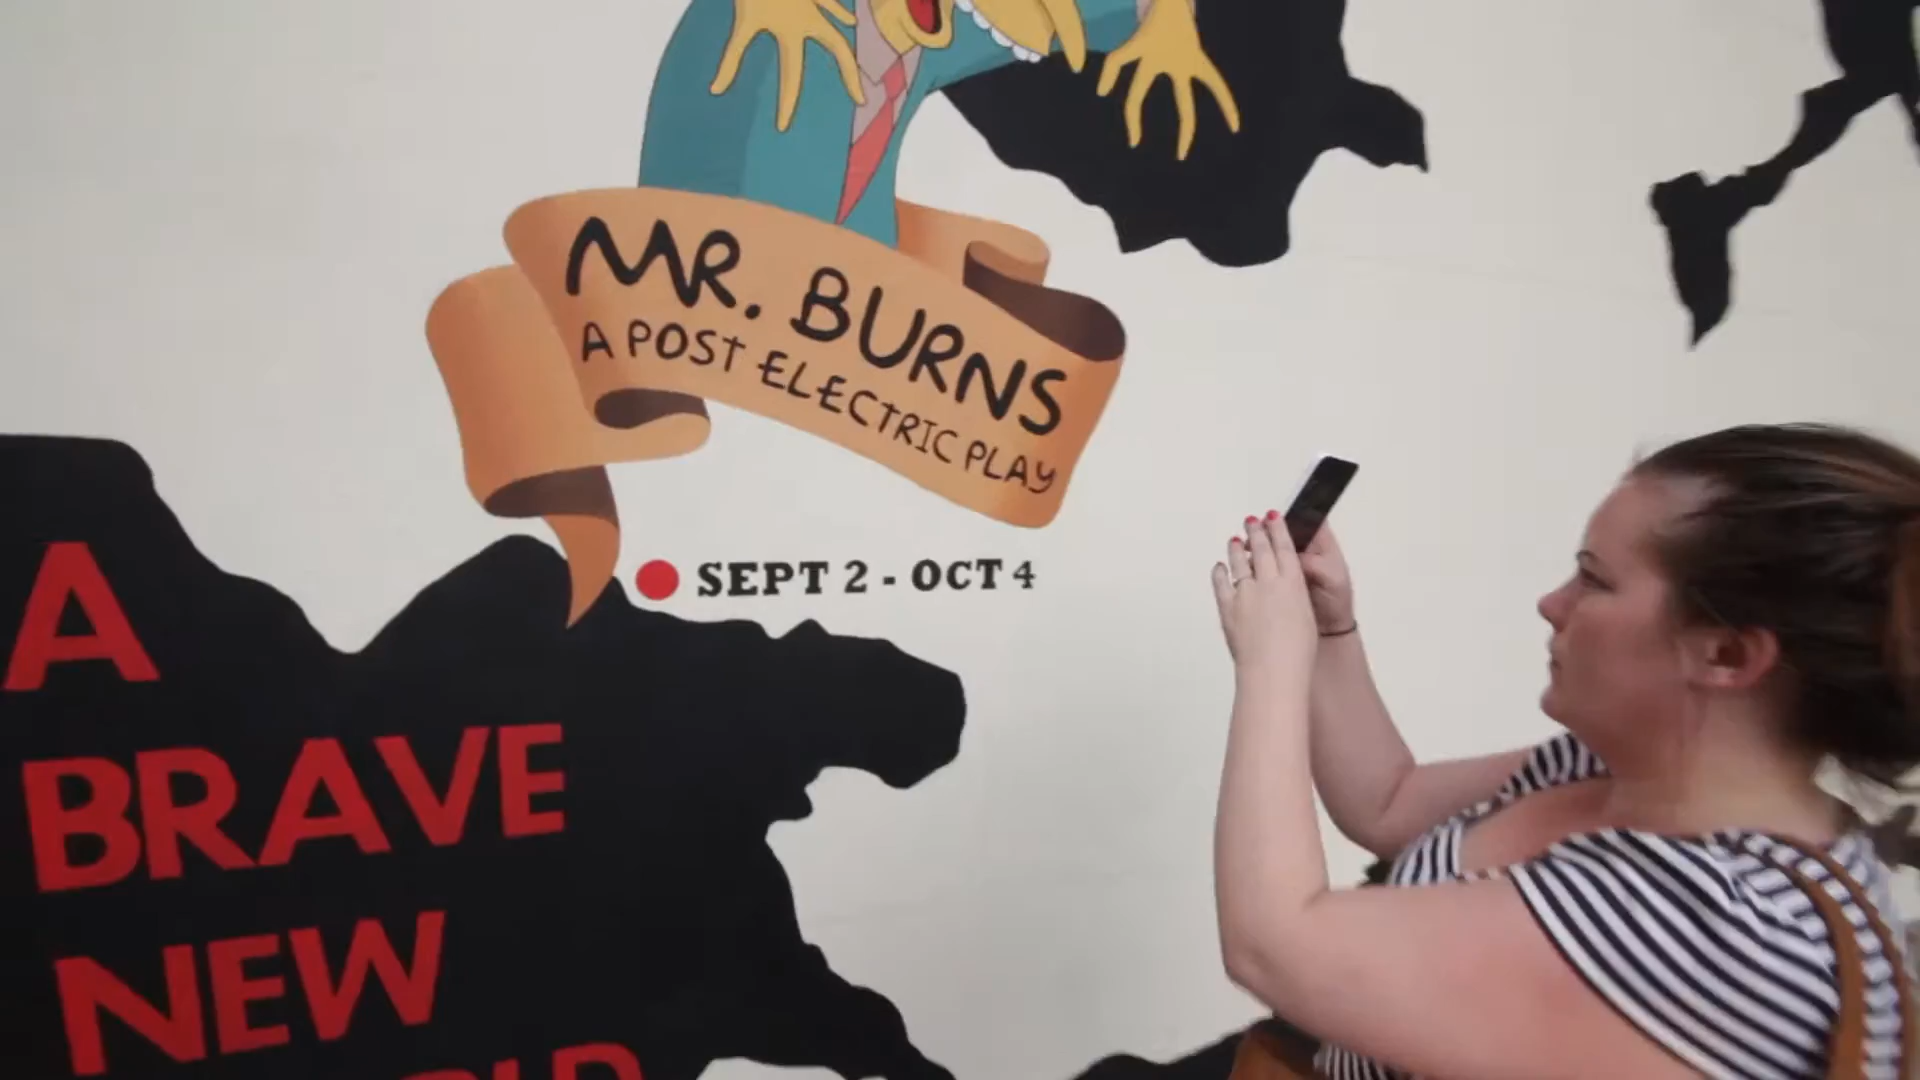 MR. BURNS
A POST ELECTRIC PLAY
SEPT 2 - OCT 4
A
BRAVE
NEW